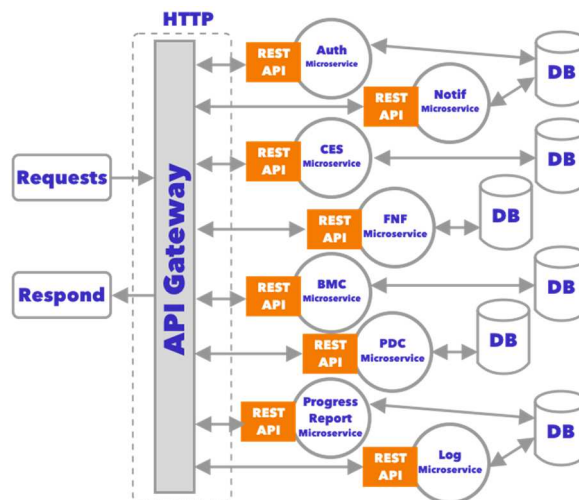 HTTP
API Gateway
Requests
Respond
REST
API
Auth
Microservice
DB
REST
API
Notif
Microservice
REST
API
CES
Microservice
DB
REST
API
FNF
Microservice
DB
REST
API
BMC
Microservice
DB
REST
API
PDC
Microservice
DB
REST
API
Progress
Report
Microservice
DB
REST
API
Log
Microservice